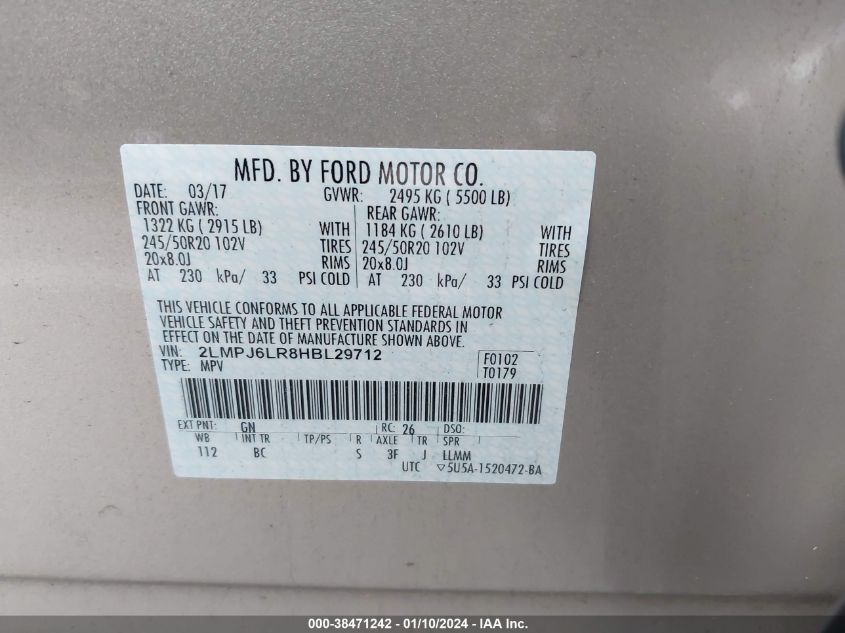 MFD. BY FORD MOTOR CO.
DATE: 03/17 GVWR: 2495 KG ( 5500 LB)
FRONT GAWR: REAR GAWR:
1322 KG ( 2915 LB) WITH 1184 KG ( 2610 LB) WITH
245/50R20 102V TIRES 245/50R20 102V TIRES
20x8.0J RIMS 20x8.0J RIMS
AT 230 kPa/ 33 PSI COLD AT 230 kPa/ 33 PSI COLD
THIS VEHICLE CONFORMS TO ALL APPLICABLE FEDERAL MOTOR
VEHICLE SAFETY AND THEFT PREVENTION STANDARDS IN
EFFECT ON THE DATE OF MANUFACTURE SHOWN ABOVE.
VIN: 2LMPJ6LR8HBL29712 F0102
TYPE: MPV T0179
EXT PNT: GN RC: 26 DSO:
WB INT TR TP/PS R AXLE TR SPR
112 BC S 3F J LLMM
UTC ▽5U5A-1520472-BA
000-38471242 - 01/10/2024 - IAA Inc.